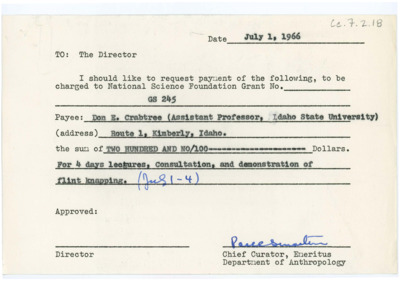 Cc.7.2.18
Date July 1, 1966
TO: The Director
I should like to request payment of the following, to be
charged to National Science Foundation Grant No.
GS 245
Payee: Don E. Crabtree (Assistant Professor, Idaho State University)
(address) Route 1, Kimberly, Idaho.
the sum of TWO HUNDRED AND NO/100---------------------- Dollars.
For 4 days lectures, Consultation, and demonstration of
flint knapping. (July 1-4)
Approved:
Director
Chief Curator, Emeritus
Department of Anthropology